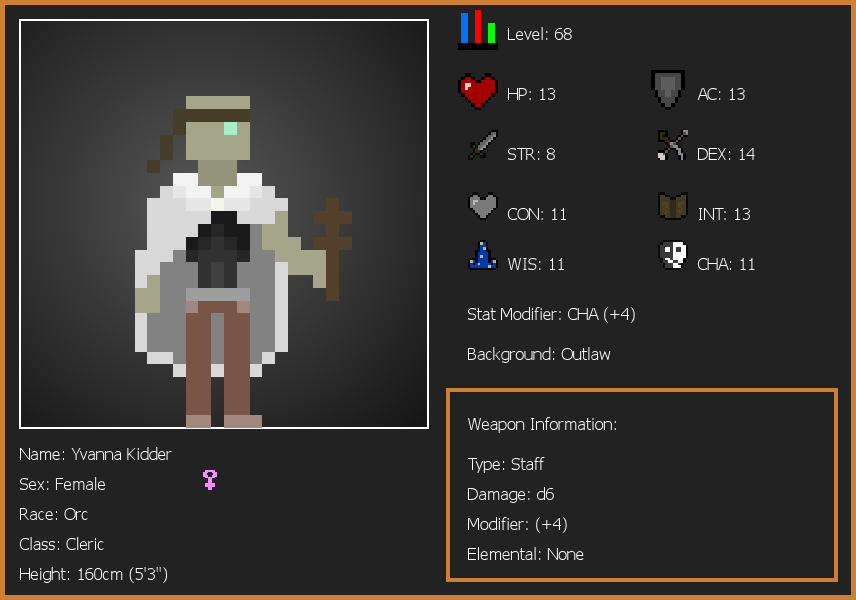 Level: 68
HP: 13
AC: 13
STR: 8
DEX: 14
CON: 11
INT: 13
WIS: 11
CHA: 11
Stat Modifier: CHA (+4)
Background: Outlaw
Weapon Information:
Type: Staff
Damage: d6
Modifier: (+4)
Elemental: None
Name: Yvanna Kidder
Sex: Female
Race: Orc
Class: Cleric
Height: 160cm (5'3")